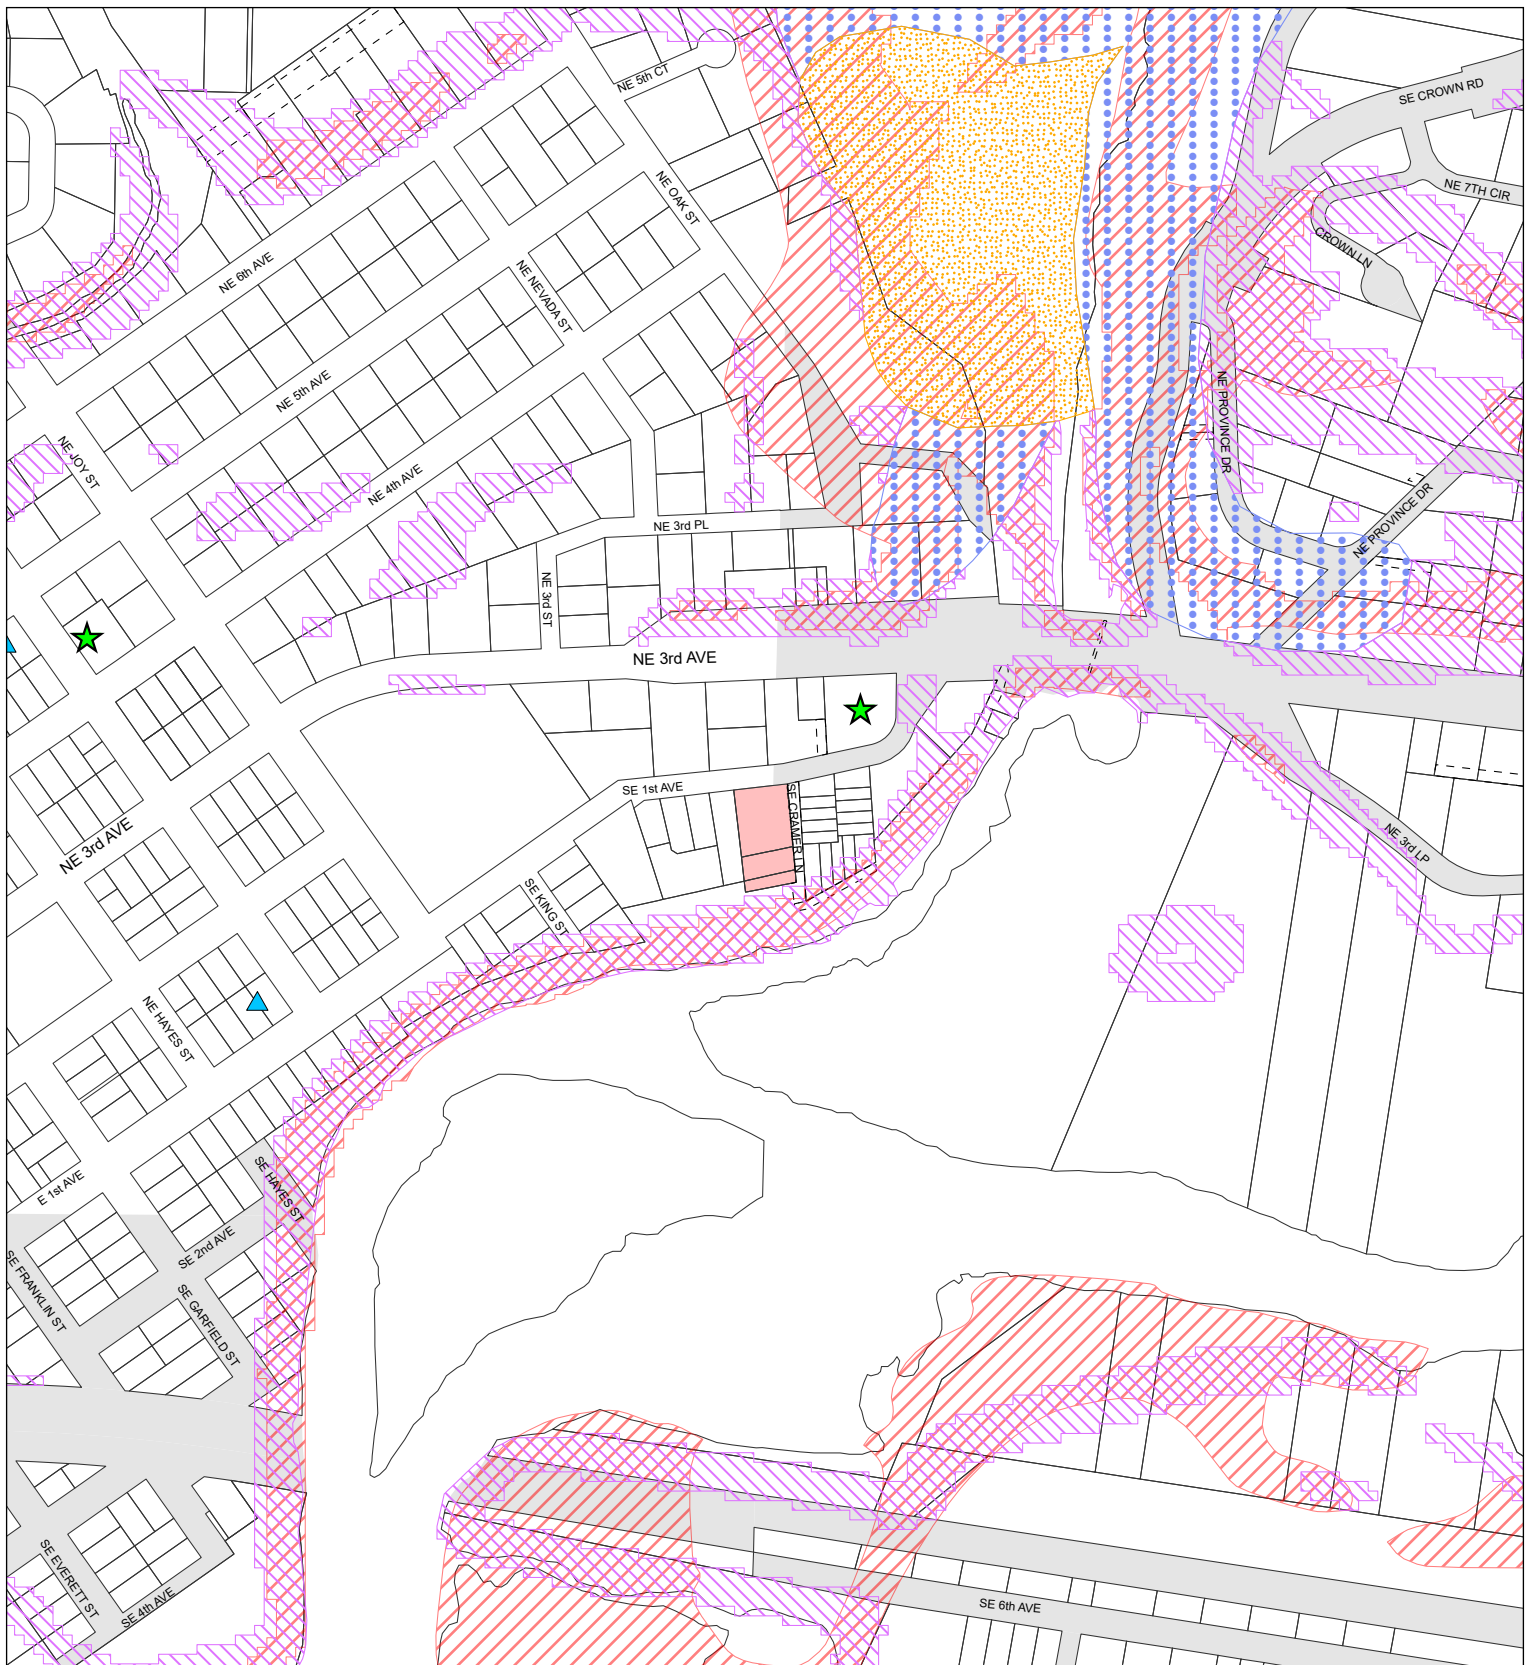 NE 5th CT
SE CROWN RD
NE 7TH CIR
NE OAK ST
CROWN LN
NE 6th AVE
NE NEVADA ST
NE 5th AVE
NE PROVINCE DR
NE JOY ST
NE 4th AVE
NE PROVINCE DR
NE 3rd PL
NE 3rd ST
NE 3rd AVE
SE 1st AVE
SE CRAMER LN
NE 3rd AVE
NE 3rd LP
SE KING ST
NE HAYES ST
E 1st AVE
SE HAYES ST
SE 2nd AVE
SE FRANKLIN ST
SE GARFIELD ST
SE EVERETT ST
SE 4th AVE
SE 6th AVE